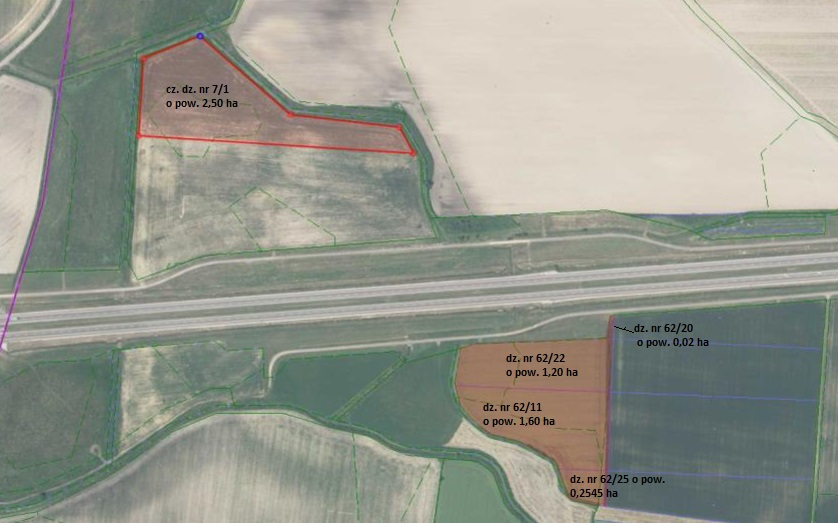 cz. dz. nr 7/1
o pow. 2,50 ha
dz. nr 62/20
o pow. 0,02 ha
dz. nr 62/22
o pow. 1,20 ha
dz. nr 62/11
o pow. 1,60 ha
dz. nr 62/25 o pow.
0,2545 ha